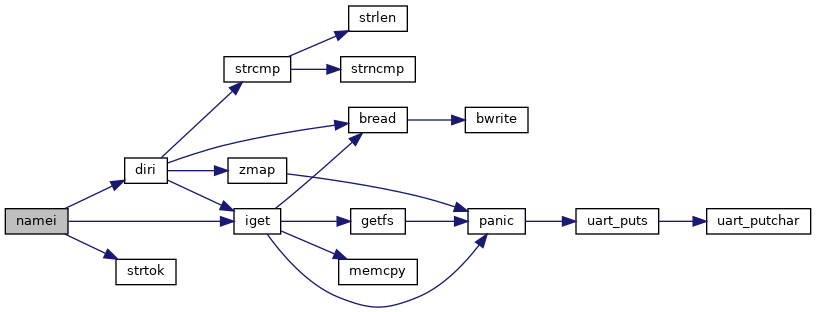 strlen
strcmp
strncmp
bread
bwrite
diri
zmap
namei
iget
getfs
panic
uart_puts
uart_putchar
strtok
memcpy